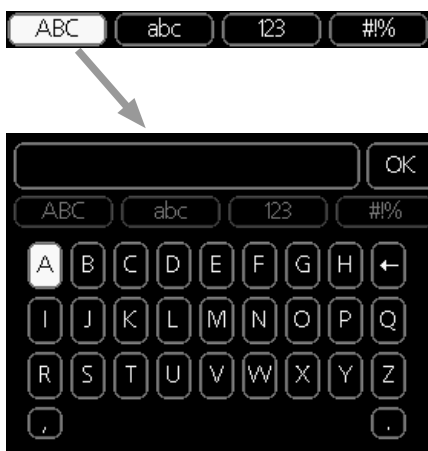 ABC abc 123 #!%
OK
ABC abc 123 #!%
A B C D E F G H ←
I J K L M N O P Q
R S T U V W X Y Z
, .